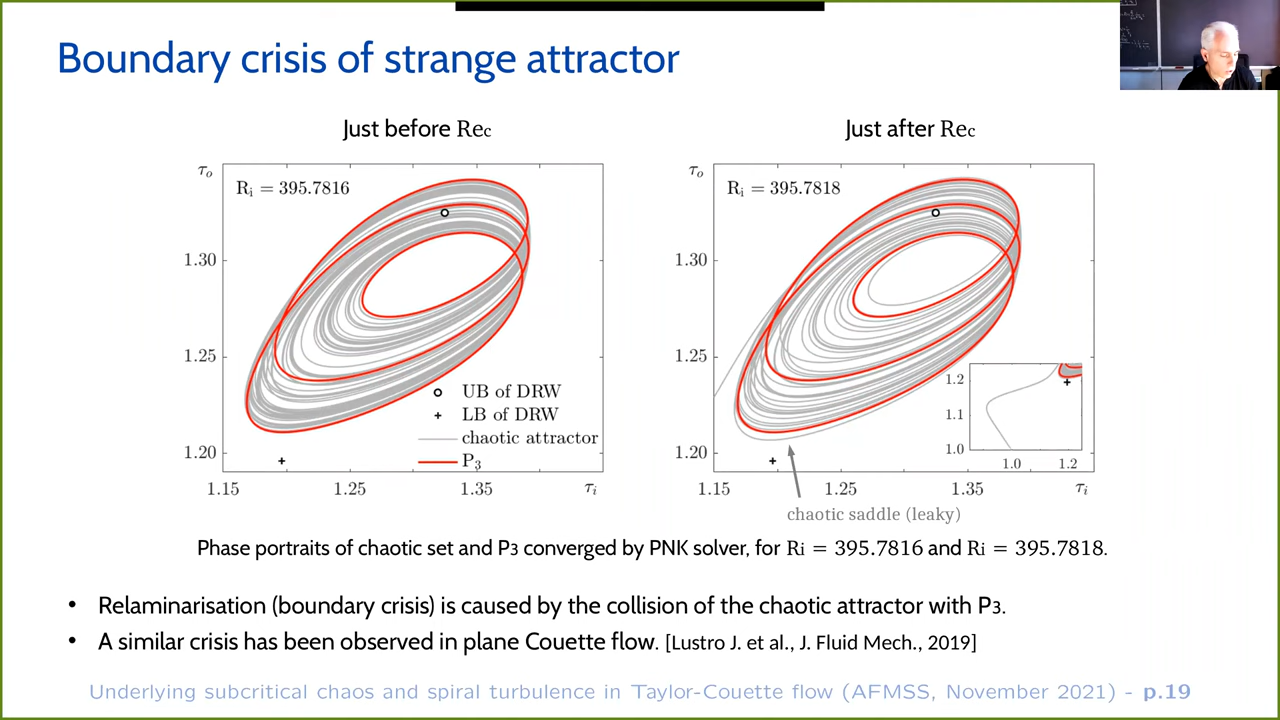 Boundary crisis of strange attractor
Just before Rec
Just after Rec
τo
Ri = 395.7816
1.30
1.25
1.20
UB of DRW
LB of DRW
chaotic attractor
P3
1.15
1.25
1.35
τi
τo
Ri = 395.7818
1.30
1.25
1.20
1.2
1.1
1.0
1.0
1.2
1.15
1.25
1.35
τi
chaotic saddle (leaky)
Phase portraits of chaotic set and P3 converged by PNK solver, for Ri = 395.7816 and Ri = 395.7818.
• Relaminarisation (boundary crisis) is caused by the collision of the chaotic attractor with P3.
• A similar crisis has been observed in plane Couette flow. [Lustro J. et al., J. Fluid Mech., 2019]
Underlying subcritical chaos and spiral turbulence in Taylor-Couette flow (AFMSS, November 2021) - p.19